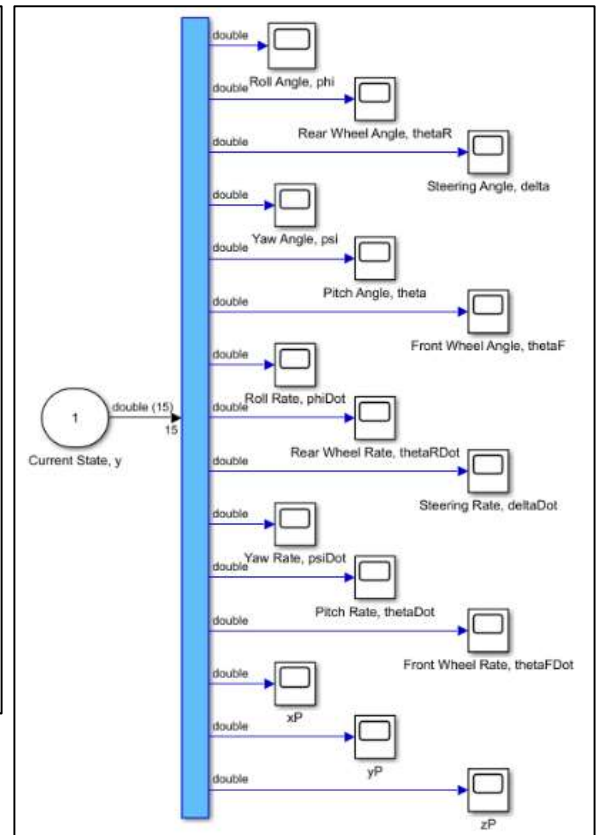 double
Roll Angle, phi
double
Rear Wheel Angle, thetaR
double
Steering Angle, delta
double
Yaw Angle, psi
double
Pitch Angle, theta
double
Front Wheel Angle, thetaF
double
Roll Rate, phiDot
1
double (15)
15
Current State, y
double
Rear Wheel Rate, thetaRDot
double
Steering Rate, deltaDot
double
Yaw Rate, psiDot
double
Pitch Rate, thetaDot
double
Front Wheel Rate, thetaFDot
double
xP
double
yP
double
zP